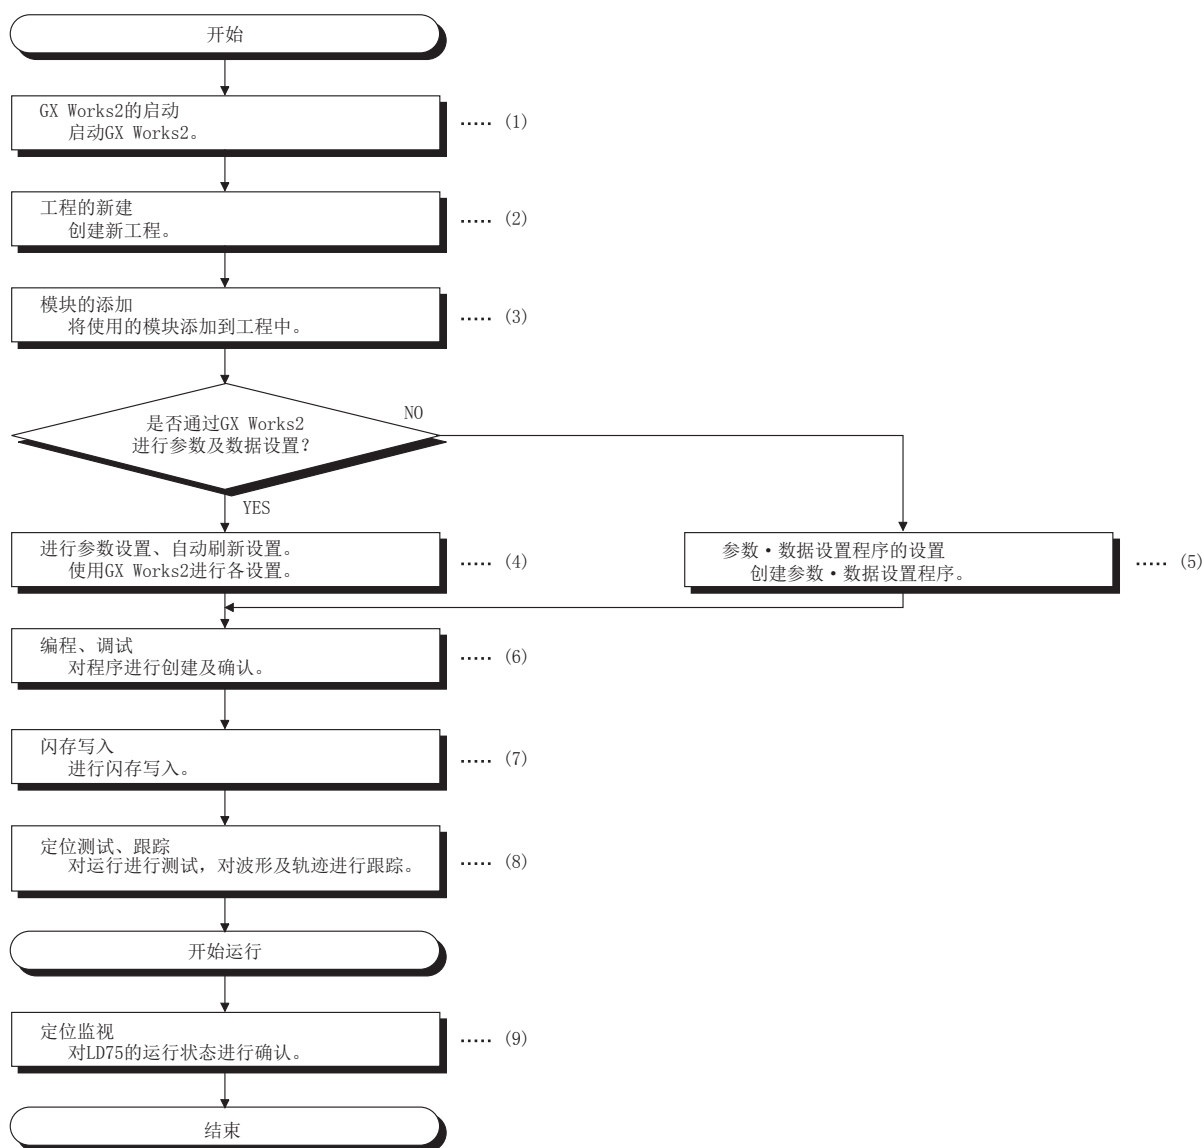 开始
GX Works2的启动
启动GX Works2。
..... (1)
工程的新建
创建新工程。
..... (2)
模块的添加
将使用的模块添加到工程中。
..... (3)
是否通过GX Works2
进行参数及数据设置？
NO
YES
进行参数设置、自动刷新设置。
使用GX Works2进行各设置。
..... (4)
参数·数据设置程序的设置
创建参数·数据设置程序。
..... (5)
编程、调试
对程序进行创建及确认。
..... (6)
闪存写入
进行闪存写入。
..... (7)
定位测试、跟踪
对运行进行测试，对波形及轨迹进行跟踪。
..... (8)
开始运行
定位监视
对LD75的运行状态进行确认。
..... (9)
结束